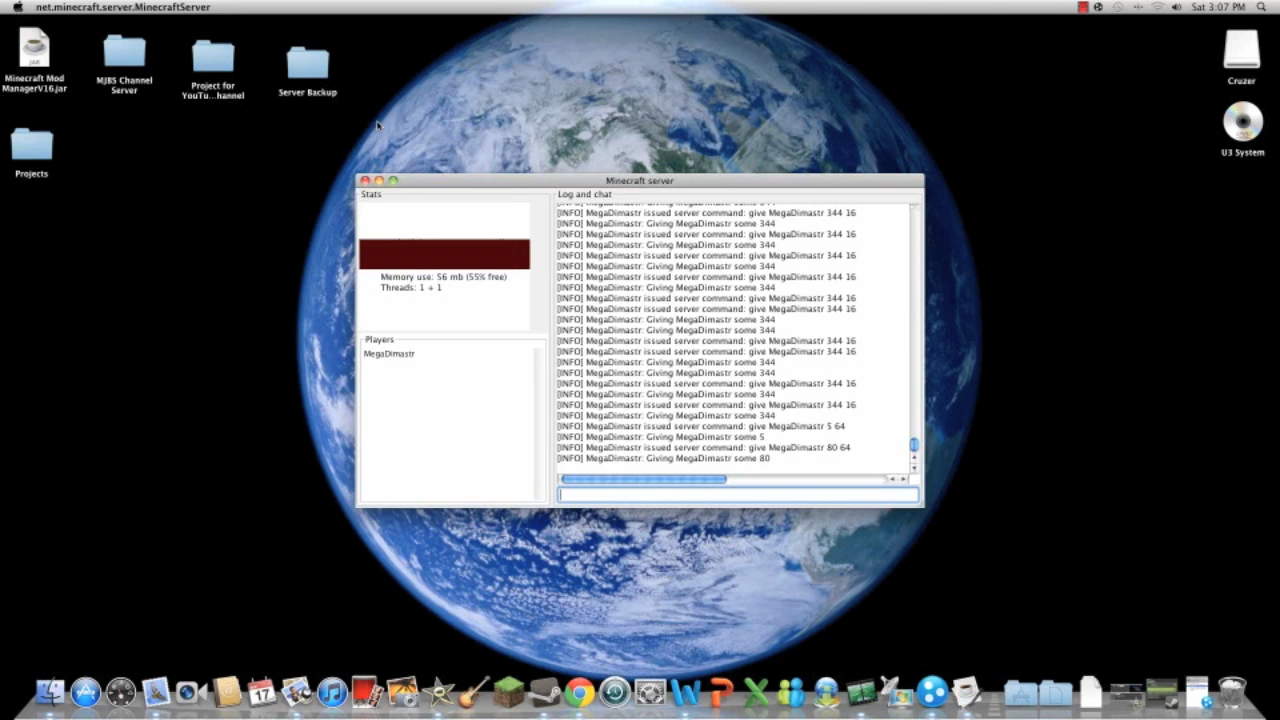 net.minecraft.server.MinecraftServer
Sat 3:07 PM
Minecraft Mod
ManagerV16.jar
JAR
MJBS Channel
Server
Project for
YouTu...hannel
Server Backup
Projects
Cruzer
U3 System
Minecraft server
Stats
Memory use: 56 mb (55% free)
Threads: 1 + 1
Players
MegaDimastr
Log and chat
[INFO] MegaDimastr: Giving MegaDimastr some 344
[INFO] MegaDimastr issued server command: give MegaDimastr 344 16
[INFO] MegaDimastr: Giving MegaDimastr some 344
[INFO] MegaDimastr issued server command: give MegaDimastr 344 16
[INFO] MegaDimastr: Giving MegaDimastr some 344
[INFO] MegaDimastr issued server command: give MegaDimastr 344 16
[INFO] MegaDimastr: Giving MegaDimastr some 344
[INFO] MegaDimastr issued server command: give MegaDimastr 344 16
[INFO] MegaDimastr: Giving MegaDimastr some 344
[INFO] MegaDimastr issued server command: give MegaDimastr 344 16
[INFO] MegaDimastr issued server command: give MegaDimastr 344 16
[INFO] MegaDimastr: Giving MegaDimastr some 344
[INFO] MegaDimastr: Giving MegaDimastr some 344
[INFO] MegaDimastr issued server command: give MegaDimastr 344 16
[INFO] MegaDimastr issued server command: give MegaDimastr 344 16
[INFO] MegaDimastr: Giving MegaDimastr some 344
[INFO] MegaDimastr: Giving MegaDimastr some 344
[INFO] MegaDimastr issued server command: give MegaDimastr 344 16
[INFO] MegaDimastr: Giving MegaDimastr some 344
[INFO] MegaDimastr issued server command: give MegaDimastr 344 16
[INFO] MegaDimastr: Giving MegaDimastr some 344
[INFO] MegaDimastr issued server command: give MegaDimastr 5 64
[INFO] MegaDimastr: Giving MegaDimastr some 5
[INFO] MegaDimastr issued server command: give MegaDimastr 80 64
[INFO] MegaDimastr: Giving MegaDimastr some 80
17